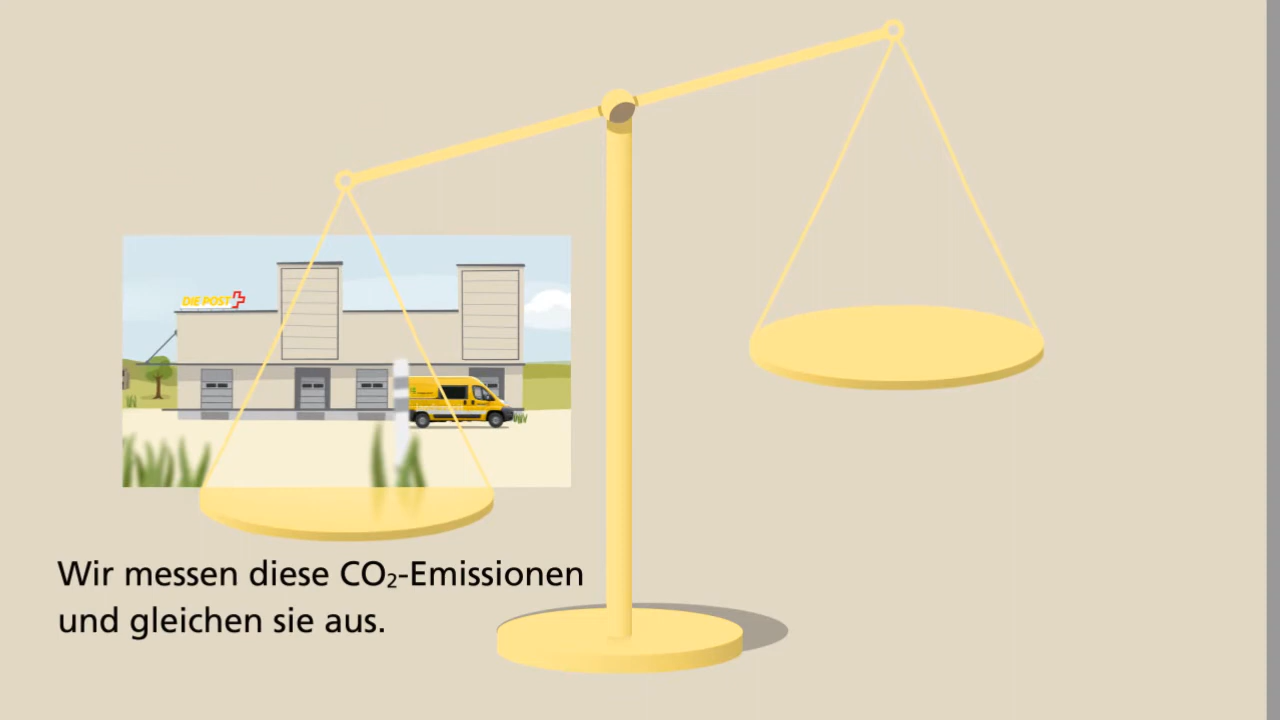 DIE POST
Wir messen diese CO₂-Emissionen
und gleichen sie aus.